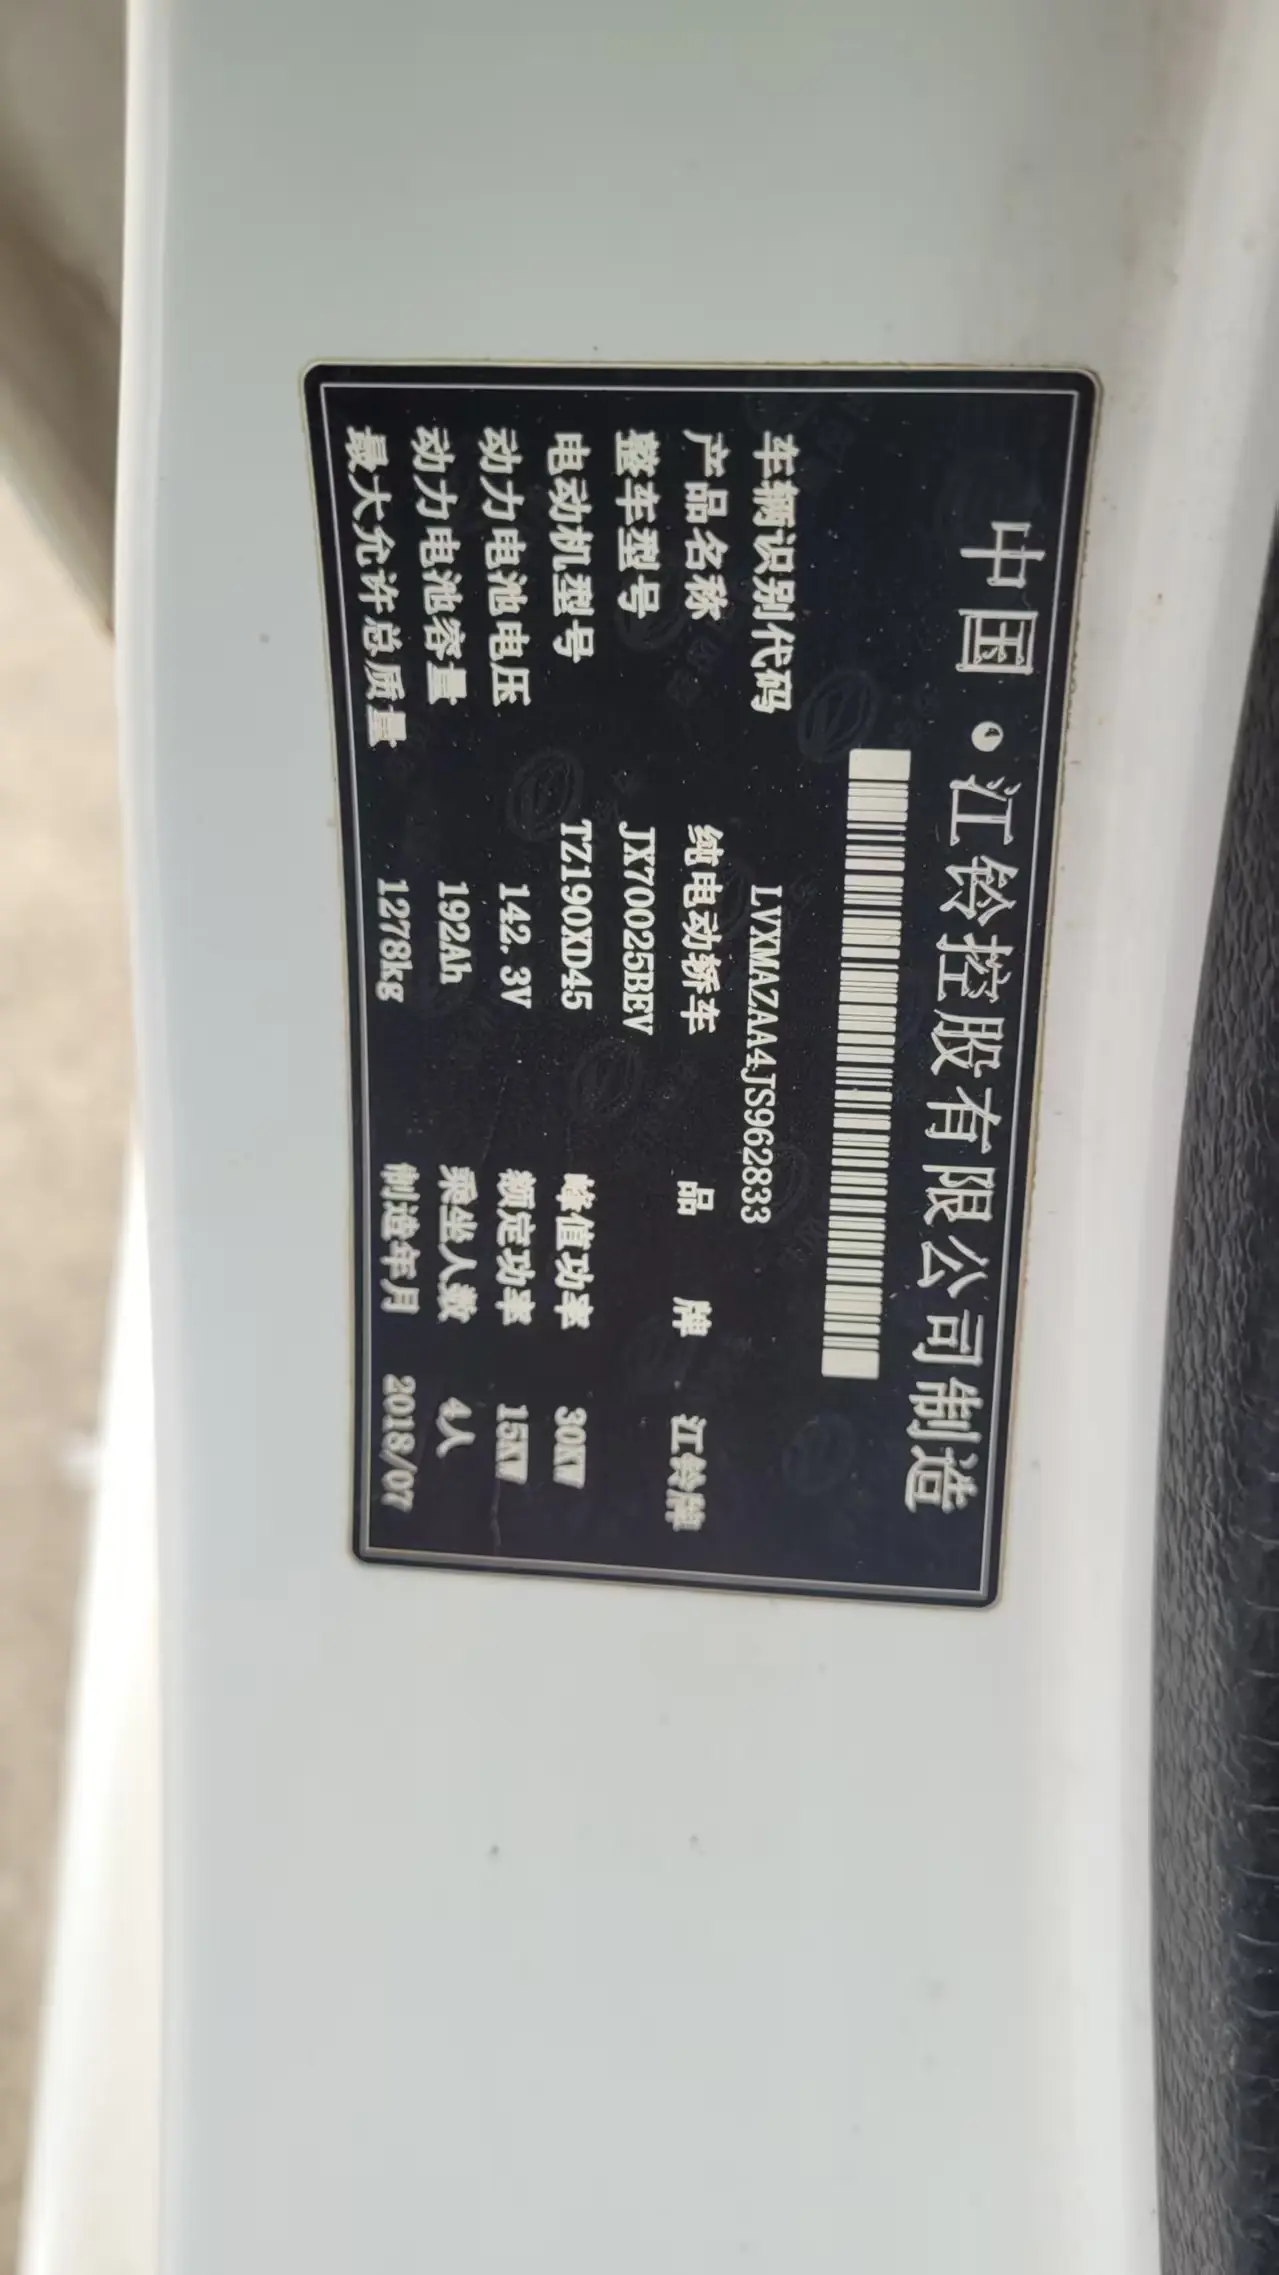 中国·江铃控股有限公司制造
车辆识别代码 LVXMAZAA4JS962833
产品名称 纯电动轿车 品牌 江铃牌
整车型号 JX70025BEV
电动机型号 TZ190XD45 峰值功率 30KW
动力电池电压 142.3V 额定功率 15KW
动力电池容量 192Ah 乘坐人数 4人
最大允许总质量 1278kg 制造年月 2018/07